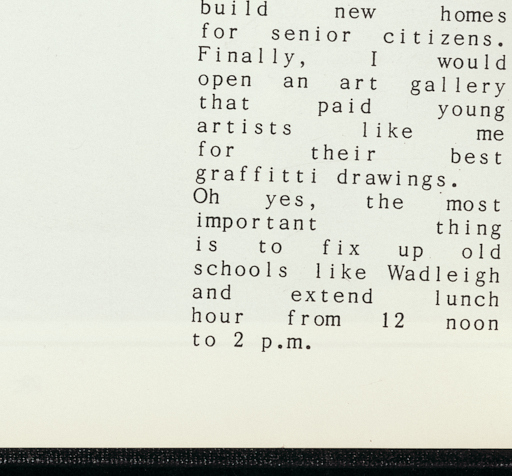 build new homes
for senior citizens.
Finally, I would
open an art gallery
that paid young
artists like me
for their best
graffitti drawings.
Oh yes, the most
important thing
is to fix up old
schools like Wadleigh
and extend lunch
hour from 12 noon
to 2 p.m.